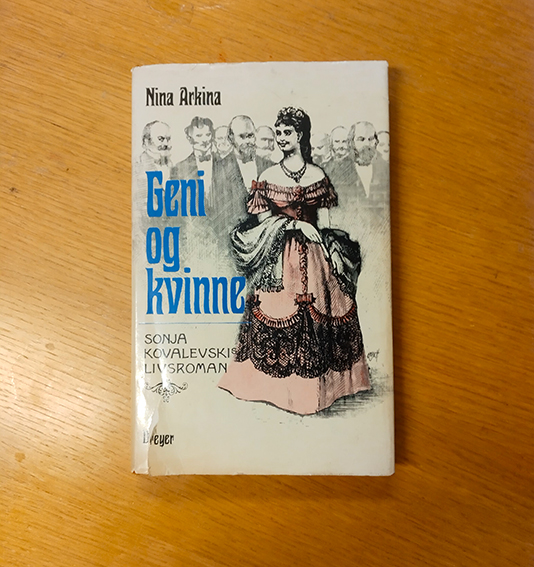 Nina Arkina
Geni
og
kvinne
SONJA
KOVALEVSKIS
LIVSROMAN
Dreyer